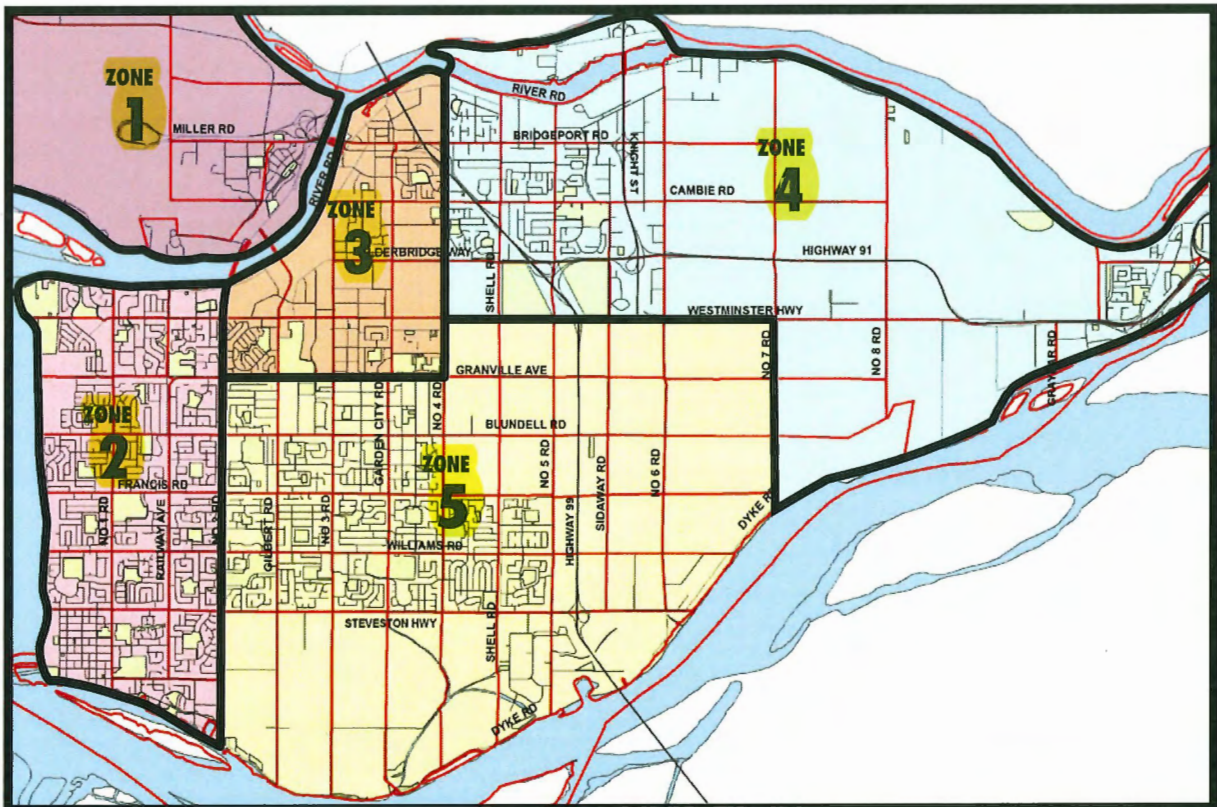 ZONE
1
MILLER RD
RIVER RD
BRIDGEPORT RD
KNIGHT ST
ZONE
4
CAMBIE RD
RIVER RD
ZONE
3
LDERBRIDGE WAY
HIGHWAY 91
SHELL RD
WESTMINSTER HWY
NO 7 RD
NO 8 RD
GRANVILLE AVE
ZONE
2
GARDEN CITY RD
NO 4 RD
BLUNDELL RD
ZONE
5
NO 5 RD
SIDAWAY RD
NO 6 RD
FRANCIS RD
NO 1 RD
RAILWAY AVE
GILBERT RD
NO 3 RD
HIGHWAY 99
DYKE R
WILLIAMS RD
STEVESTON HWY
SHELL RD
DYKE RD